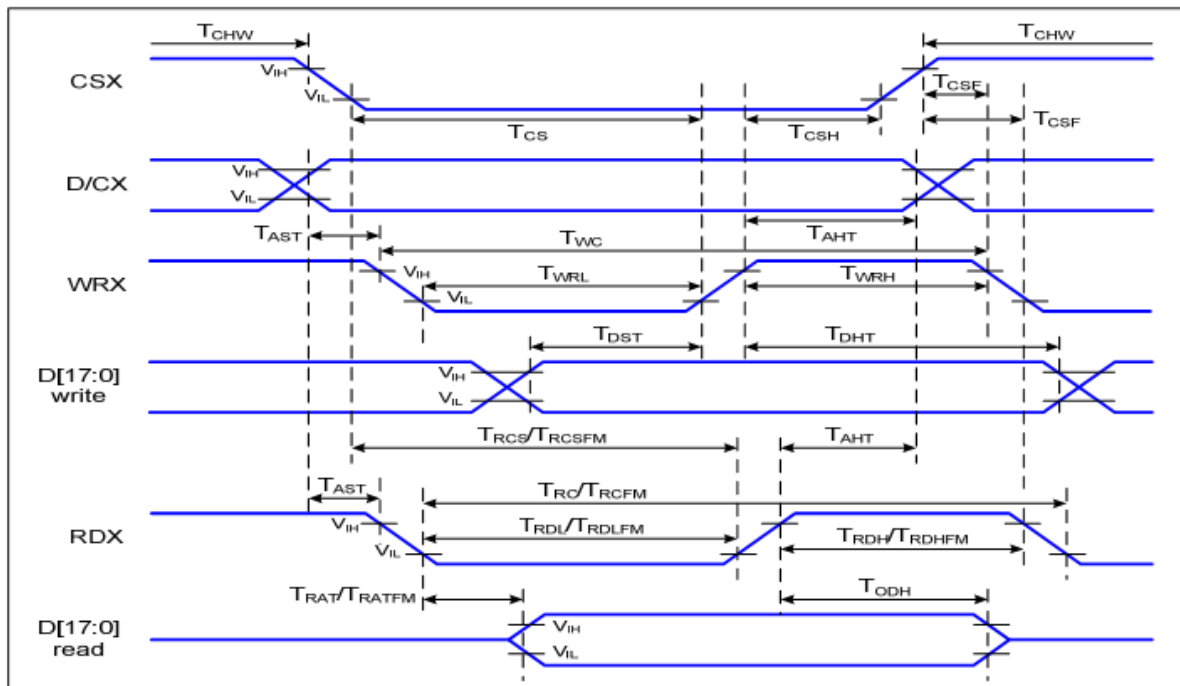 TCHW TCHW
CSX VIH TCSF
VIL TCS TCSH TCSF
D/CX VIH
VIL
TAST TWC TAHT
WRX VIH TWRL TWRH
VIL
TDST TDHT
D[17:0] VIH
write VIL
TRCS/TRCSFM TAHT
TAST TRC/TRCFM
RDX VIH TRDL/TRDLFM TRDH/TRDHFM
VIL
TRAT/TRATFM TODH
D[17:0] VIH
read VIL